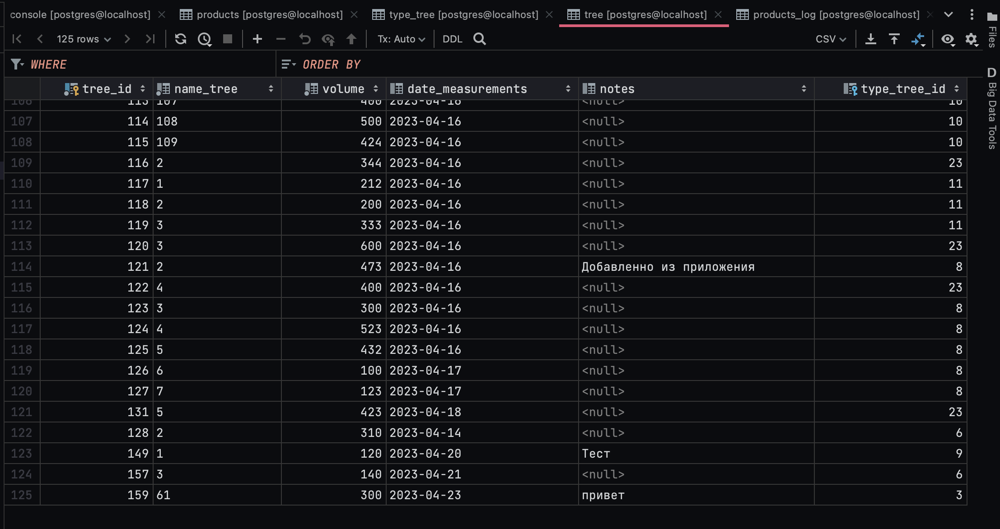 console [postgres@localhost] products [postgres@localhost] type_tree [postgres@localhost] tree [postgres@localhost] products_log [postgres@localhost]
125 rows Tx: Auto DDL CSV
WHERE ORDER BY
tree_id name_tree volume date_measurements notes type_tree_id
106 113 107 400 2023-04-16 <null> 10
107 114 108 500 2023-04-16 <null> 10
108 115 109 424 2023-04-16 <null> 10
109 116 2 344 2023-04-16 <null> 23
110 117 1 212 2023-04-16 <null> 11
111 118 2 200 2023-04-16 <null> 11
112 119 3 333 2023-04-16 <null> 11
113 120 3 600 2023-04-16 <null> 23
114 121 2 473 2023-04-16 Добавленно из приложения 8
115 122 4 400 2023-04-16 <null> 23
116 123 3 300 2023-04-16 <null> 8
117 124 4 523 2023-04-16 <null> 8
118 125 5 432 2023-04-16 <null> 8
119 126 6 100 2023-04-17 <null> 8
120 127 7 123 2023-04-17 <null> 8
121 131 5 423 2023-04-18 <null> 23
122 128 2 310 2023-04-14 <null> 6
123 149 1 120 2023-04-20 Тест 9
124 157 3 140 2023-04-21 <null> 6
125 159 61 300 2023-04-23 привет 3
Files
D Big Data Tools